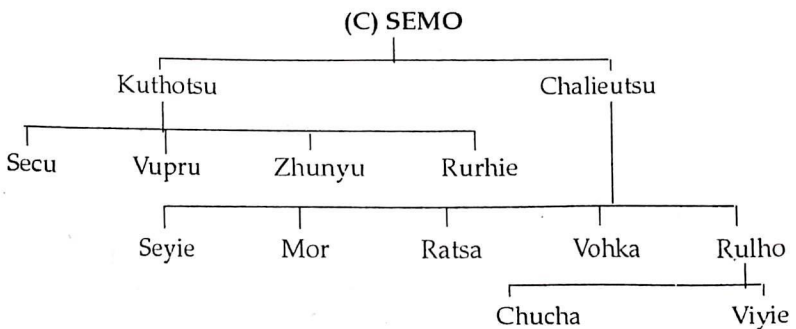 (C) SEMO
Kuthotsu Chalieutsu
Secu Vupru Zhunyu Rurhie
Seyie Mor Ratsa Vohka Rulho
Chucha Viyie